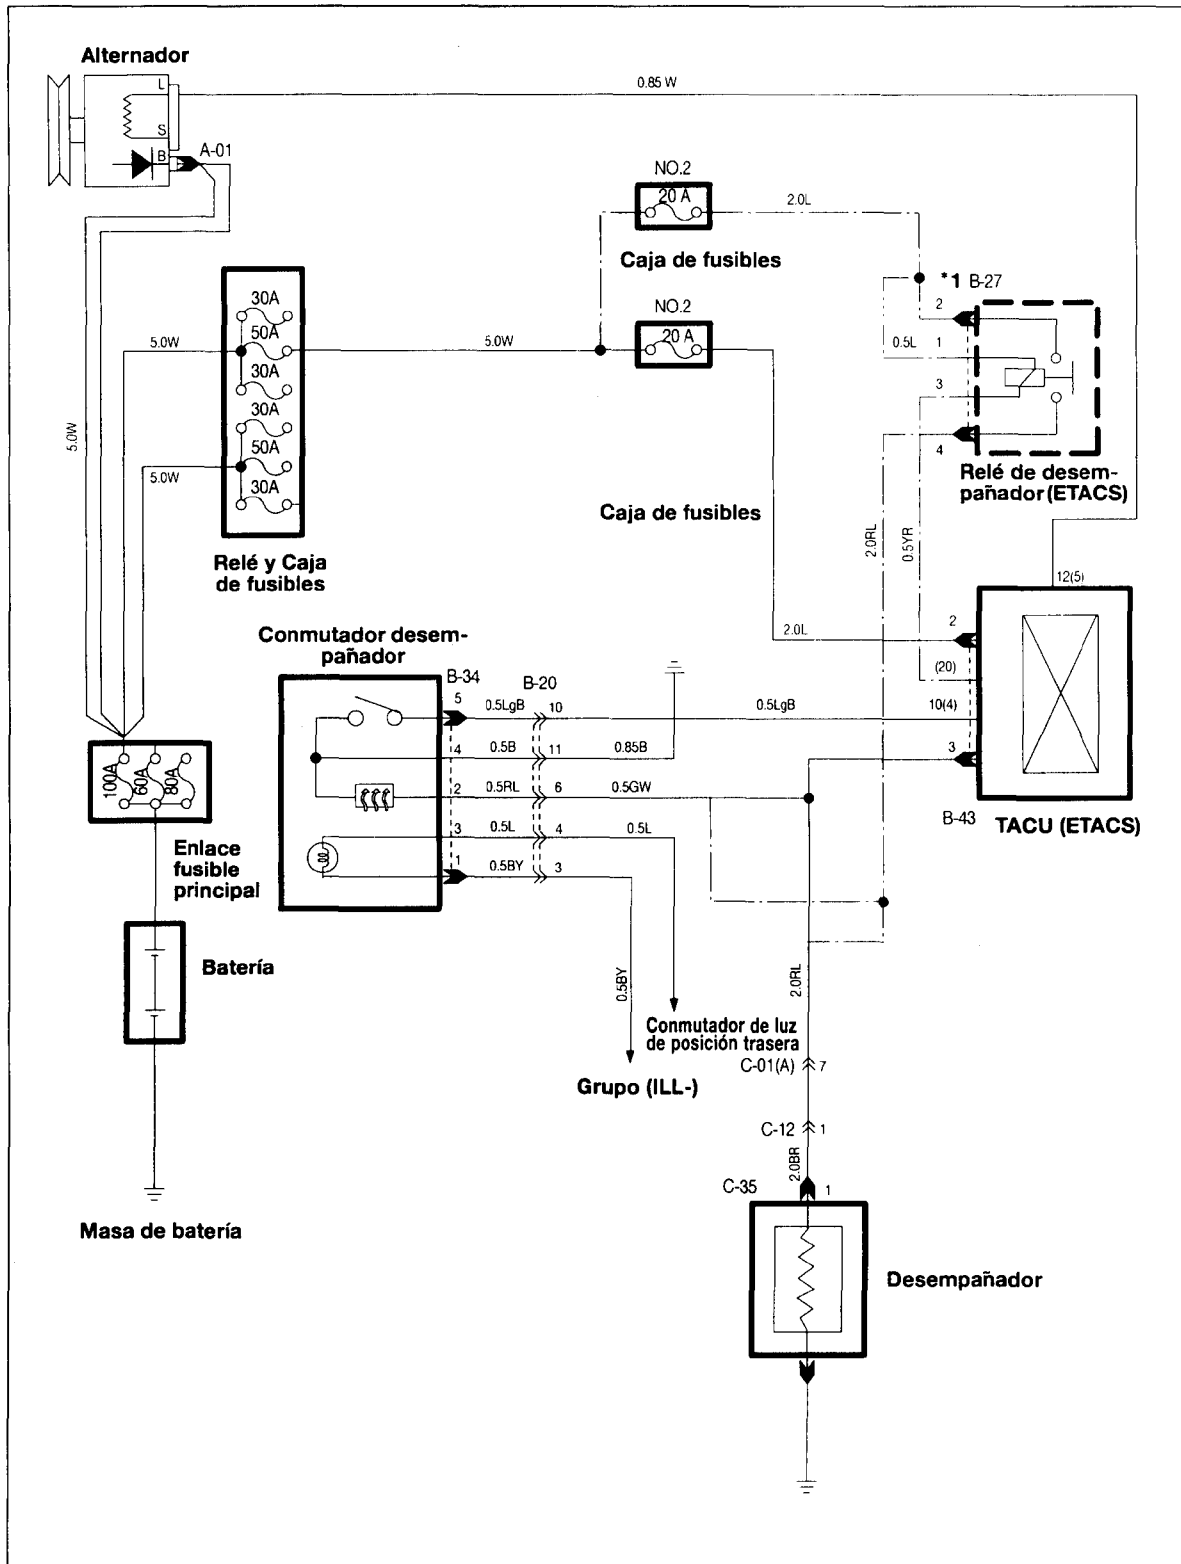 Alternador
L
S
B
A-01
0.85 W
NO.2
20 A
2.0L
Caja de fusibles
*1 B-27
2
0.5L
1
3
4
Relé de desem-
pañador (ETACS)
30A
50A
30A
30A
50A
30A
5.0W
5.0W
5.0W
5.0W
Relé y Caja
de fusibles
NO.2
20 A
Caja de fusibles
2.0RL
0.5YR
12(5)
2
2.0L
(20)
10(4)
3
B-43
TACU (ETACS)
Conmutador desem-
pañador
B-34
B-20
5
0.5LgB
10
0.5LgB
4
0.5B
11
0.85B
2
0.5RL
6
0.5GW
3
0.5L
4
0.5L
1
0.5BY
3
100A
60A
80A
Enlace
fusible
principal
Batería
Masa de batería
0.5BY
Conmutador de luz
de posición trasera
Grupo (ILL-)
2.0RL
C-01(A)
7
C-12
1
2.0BR
C-35
1
Desempañador